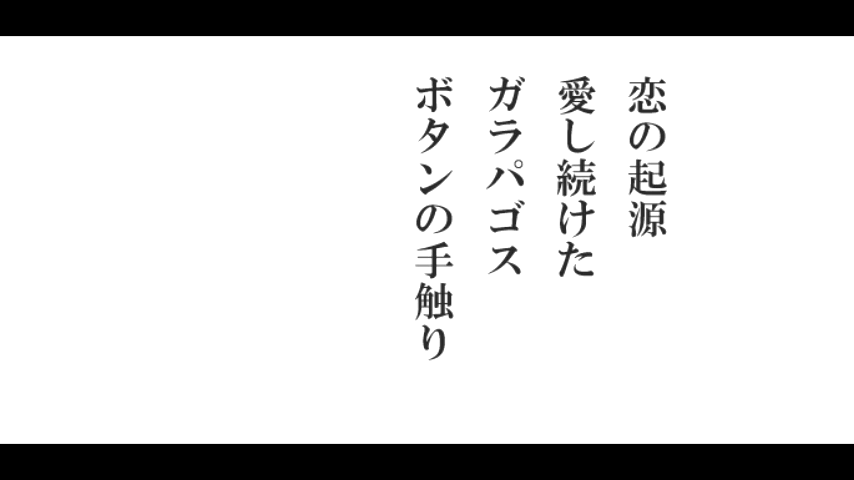 恋の起源
愛し続けた
ガラパゴス
ボタンの手触り